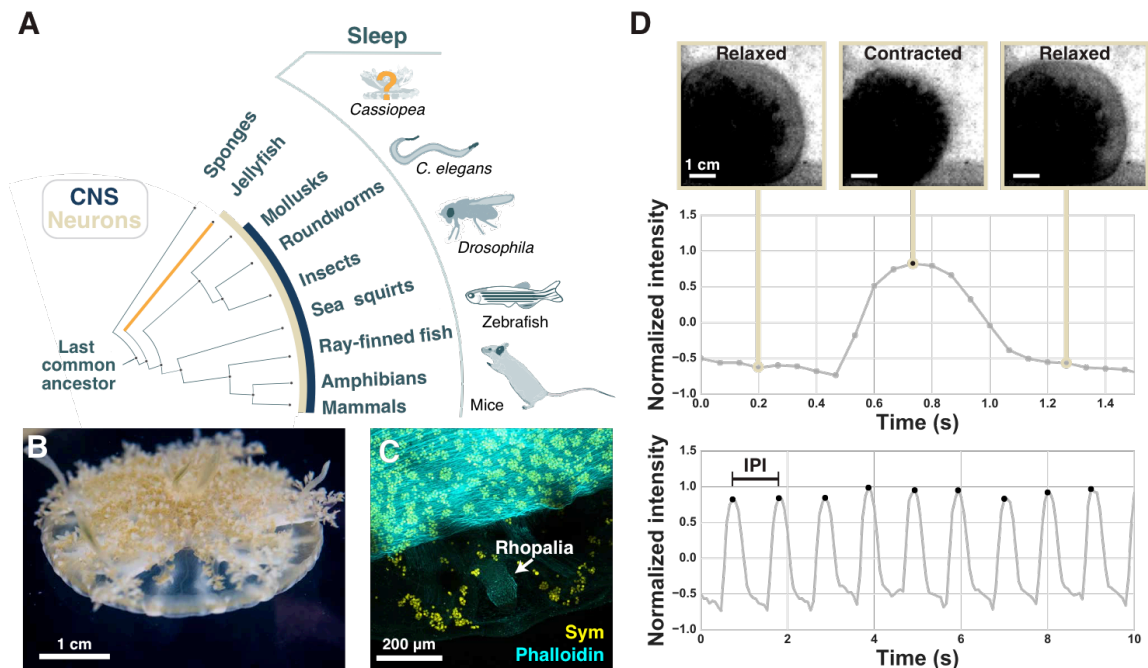 A
Sleep
?
Cassiopea
C. elegans
Drosophila
Zebrafish
Mice
Sponges
Jellyfish
Mollusks
Roundworms
Insects
Sea squirts
Ray-finned fish
Amphibians
Mammals
CNS
Neurons
Last
common
ancestor
B
1 cm
C
Rhopalia
Sym
200 µm
Phalloidin
D
Relaxed
Contracted
Relaxed
1 cm
Normalized intensity
1.5
1.0
0.5
0.0
−0.5
−1.0
0.0 0.2 0.4 0.6 0.8 1.0 1.2 1.4
Time (s)
Normalized intensity
1.5
1.0
0.5
0.0
−0.5
−1.0
IPI
0 2 4 6 8 10
Time (s)